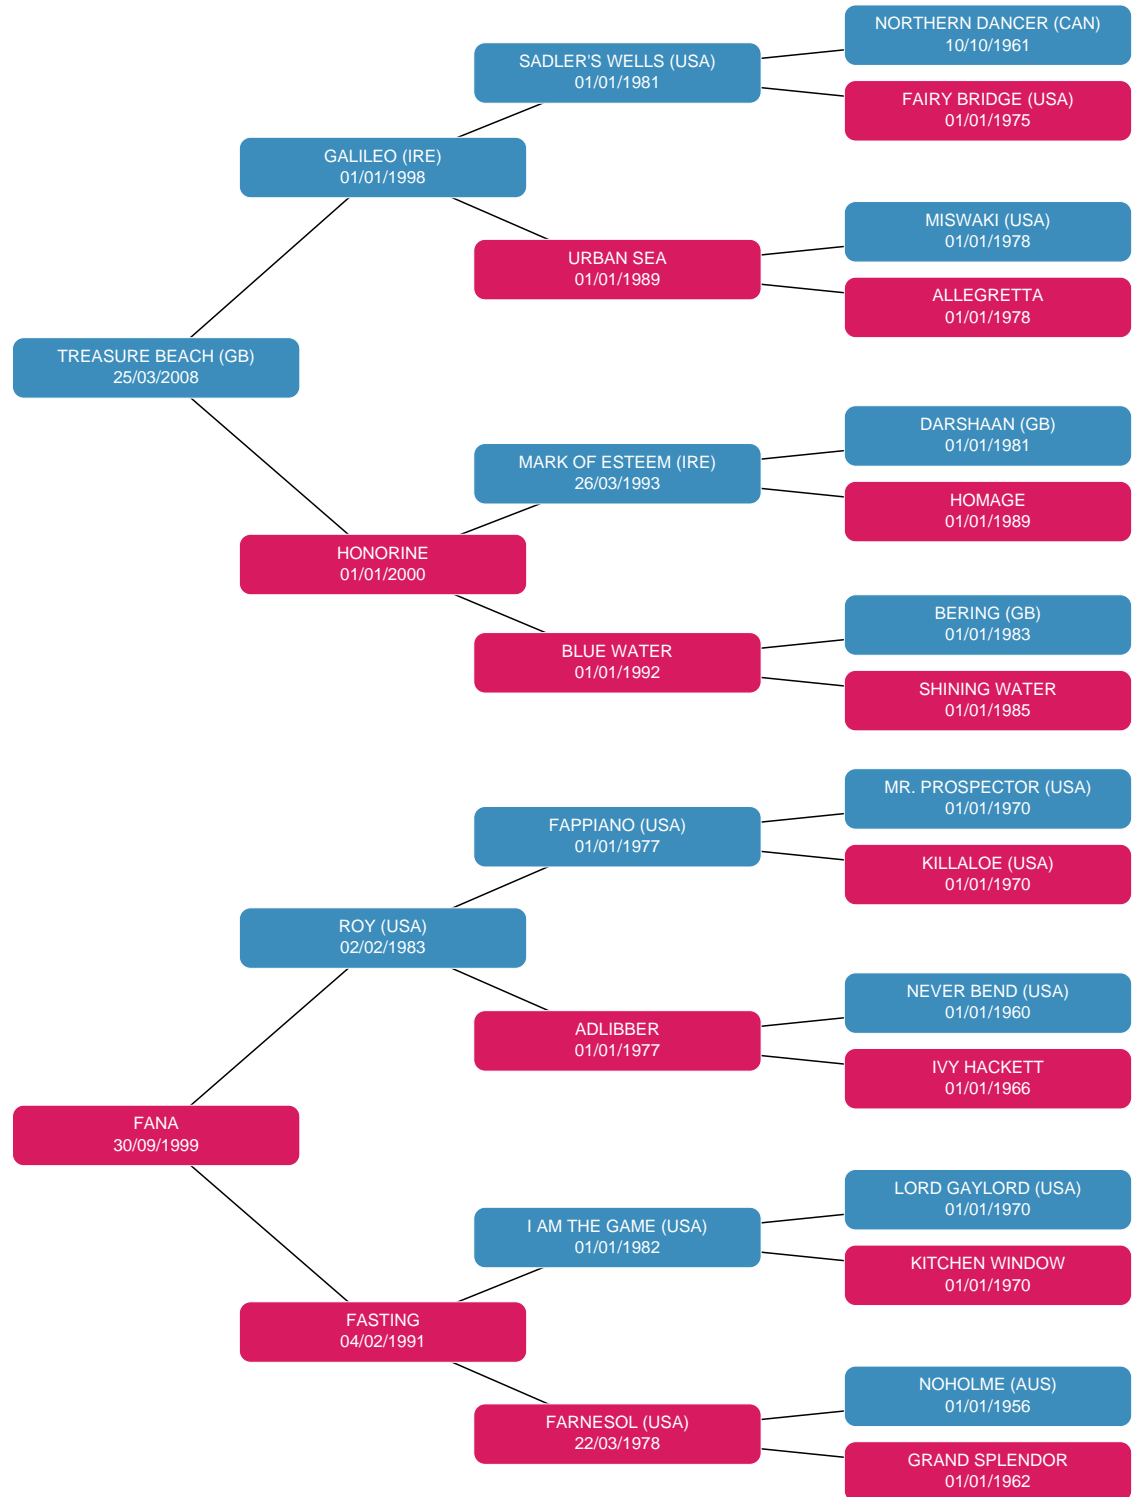 NORTHERN DANCER (CAN)
10/10/1961
SADLER'S WELLS (USA)
01/01/1981
FAIRY BRIDGE (USA)
01/01/1975
GALILEO (IRE)
01/01/1998
MISWAKI (USA)
01/01/1978
URBAN SEA
01/01/1989
ALLEGRETTA
01/01/1978
TREASURE BEACH (GB)
25/03/2008
DARSHAAN (GB)
01/01/1981
MARK OF ESTEEM (IRE)
26/03/1993
HOMAGE
01/01/1989
HONORINE
01/01/2000
BERING (GB)
01/01/1983
BLUE WATER
01/01/1992
SHINING WATER
01/01/1985
MR. PROSPECTOR (USA)
01/01/1970
FAPPIANO (USA)
01/01/1977
KILLALOE (USA)
01/01/1970
ROY (USA)
02/02/1983
NEVER BEND (USA)
01/01/1960
ADLIBBER
01/01/1977
IVY HACKETT
01/01/1966
FANA
30/09/1999
LORD GAYLORD (USA)
01/01/1970
I AM THE GAME (USA)
01/01/1982
KITCHEN WINDOW
01/01/1970
FASTING
04/02/1991
NOHOLME (AUS)
01/01/1956
FARNESOL (USA)
22/03/1978
GRAND SPLENDOR
01/01/1962